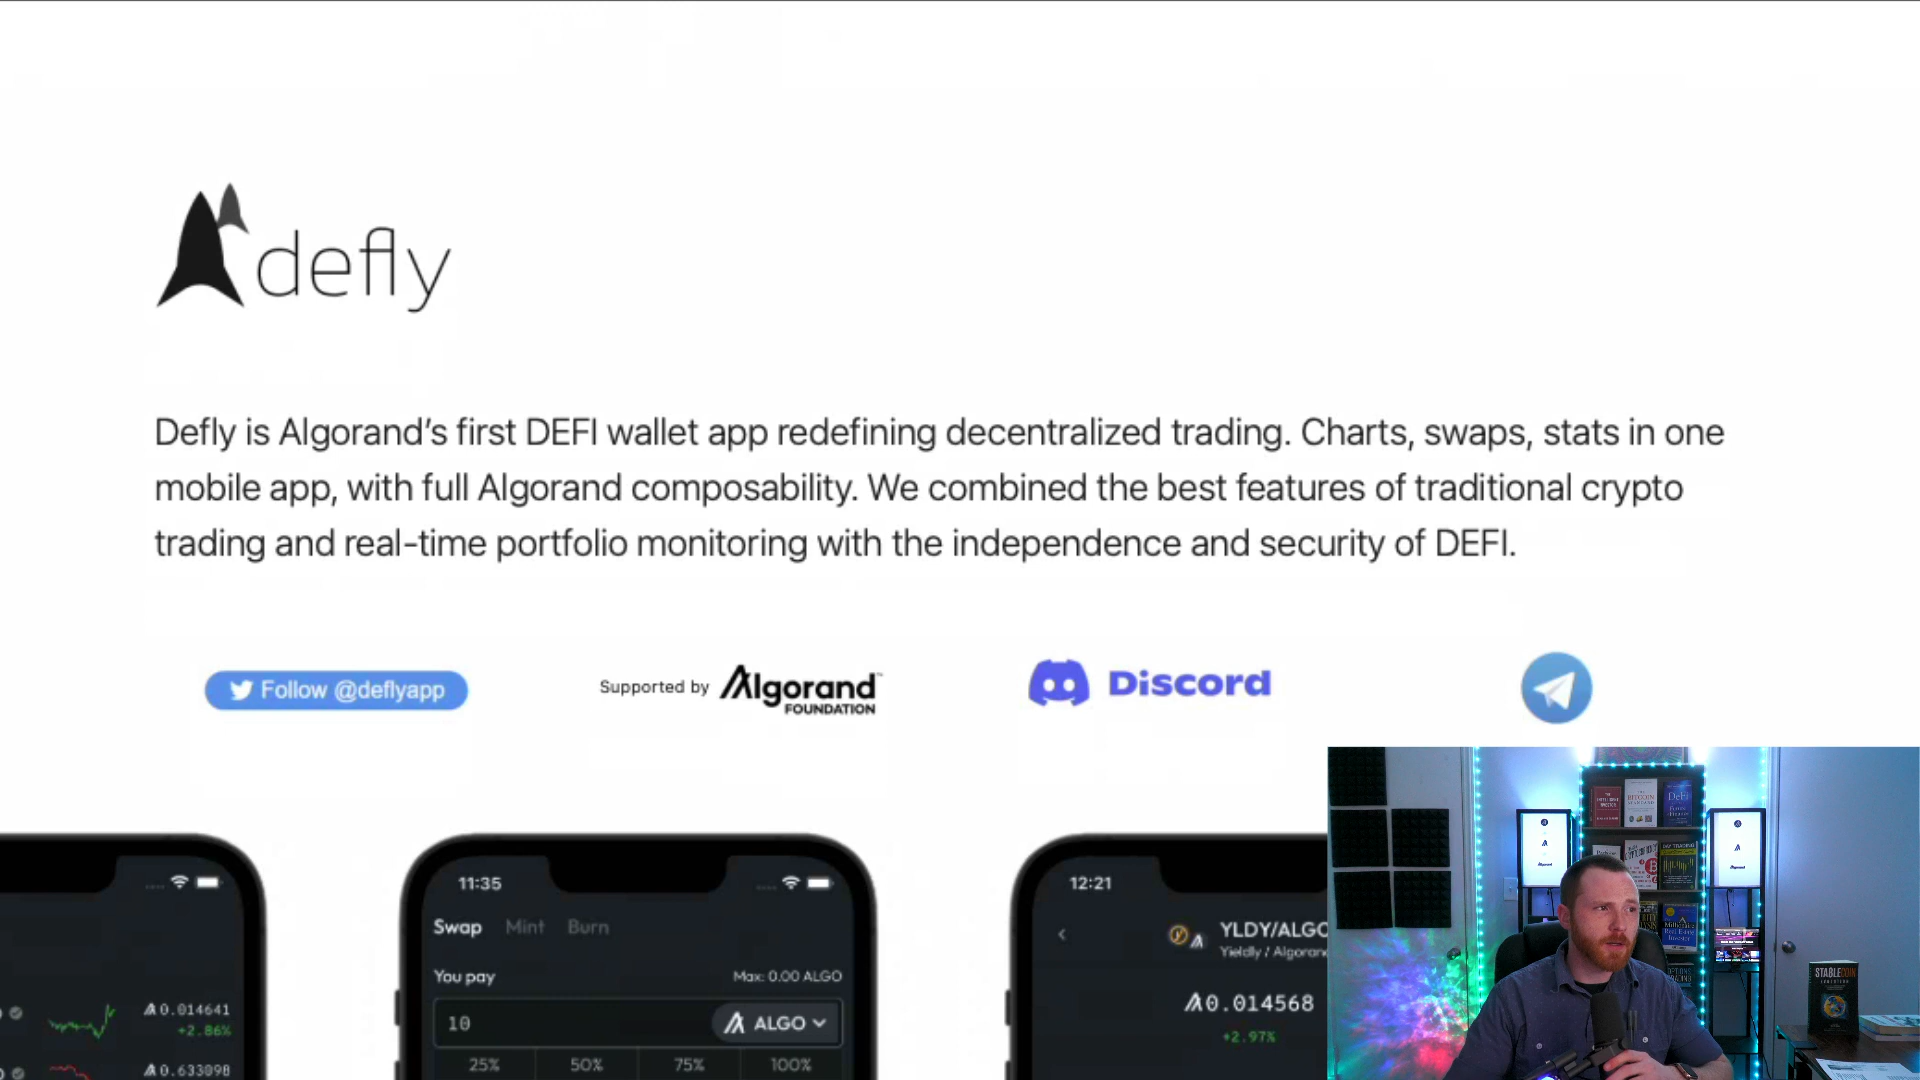 defly
Defly is Algorand's first DEFI wallet app redefining decentralized trading. Charts, swaps, stats in one
mobile app, with full Algorand composability. We combined the best features of traditional crypto
trading and real-time portfolio monitoring with the independence and security of DEFI.
Follow @deflyapp
Supported by Algorand™
FOUNDATION
Discord
0.014641
+2.86%
0.633098
11:35
Swap Mint Burn
You pay Max: 0.00 ALGO
10 ALGO
25% 50% 75% 100%
12:21
YLDY/ALGO
Yieldly /
0.014568
+2.97%
DeFi
STABLECOIN